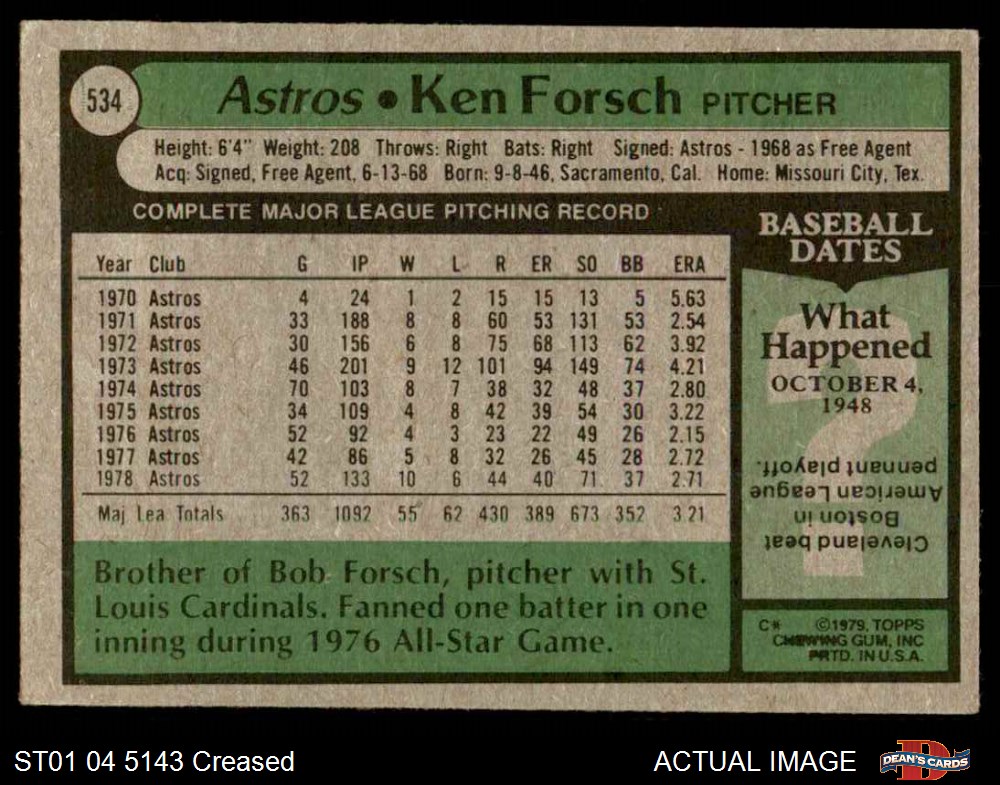 534
Astros • Ken Forsch PITCHER
Height: 6'4" Weight: 208 Throws: Right Bats: Right Signed: Astros - 1968 as Free Agent
Acq: Signed, Free Agent, 6-13-68 Born: 9-8-46, Sacramento, Cal. Home: Missouri City, Tex.
COMPLETE MAJOR LEAGUE PITCHING RECORD
Year Club G IP W L R ER SO BB ERA
1970 Astros 4 24 1 2 15 15 13 5 5.63
1971 Astros 33 188 8 8 60 53 131 53 2.54
1972 Astros 30 156 6 8 75 68 113 62 3.92
1973 Astros 46 201 9 12 101 94 149 74 4.21
1974 Astros 70 103 8 7 38 32 48 37 2.80
1975 Astros 34 109 4 8 42 39 54 30 3.22
1976 Astros 52 92 4 3 23 22 49 26 2.15
1977 Astros 42 86 5 8 32 26 45 28 2.72
1978 Astros 52 133 10 6 44 40 71 37 2.71
Maj Lea Totals 363 1092 55 62 430 389 673 352 3.21
Brother of Bob Forsch, pitcher with St.
Louis Cardinals. Fanned one batter in one
inning during 1976 All-Star Game.
BASEBALL
DATES
What
Happened
OCTOBER 4,
1948
?
Cleveland beat
Boston in
American League
pennant playoff.
C* ©1979, TOPPS
CHEWING GUM, INC
PRTD. IN U.S.A.
ST01 04 5143 Creased
ACTUAL IMAGE
D
DEAN'S CARDS